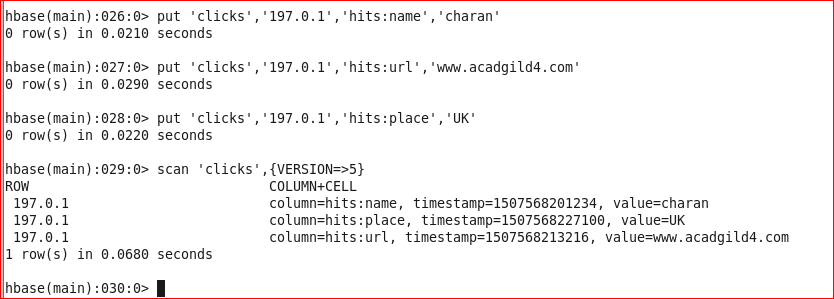 hbase(main):026:0> put 'clicks','197.0.1','hits:name','charan'
0 row(s) in 0.0210 seconds
hbase(main):027:0> put 'clicks','197.0.1','hits:url','www.acadgild4.com'
0 row(s) in 0.0290 seconds
hbase(main):028:0> put 'clicks','197.0.1','hits:place','UK'
0 row(s) in 0.0220 seconds
hbase(main):029:0> scan 'clicks',{VERSION=>5}
ROW COLUMN+CELL
197.0.1 column=hits:name, timestamp=1507568201234, value=charan
197.0.1 column=hits:place, timestamp=1507568227100, value=UK
197.0.1 column=hits:url, timestamp=1507568213216, value=www.acadgild4.com
1 row(s) in 0.0680 seconds
hbase(main):030:0>